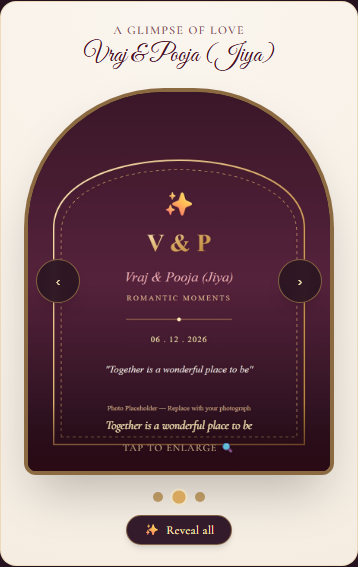 A GLIMPSE OF LOVE
Vraj & Pooja (Jiya)
V & P
Vraj & Pooja (Jiya)
ROMANTIC MOMENTS
06 . 12 . 2026
"Together is a wonderful place to be"
Photo Placeholder — Replace with your photograph
Together is a wonderful place to be
TAP TO ENLARGE
Reveal all